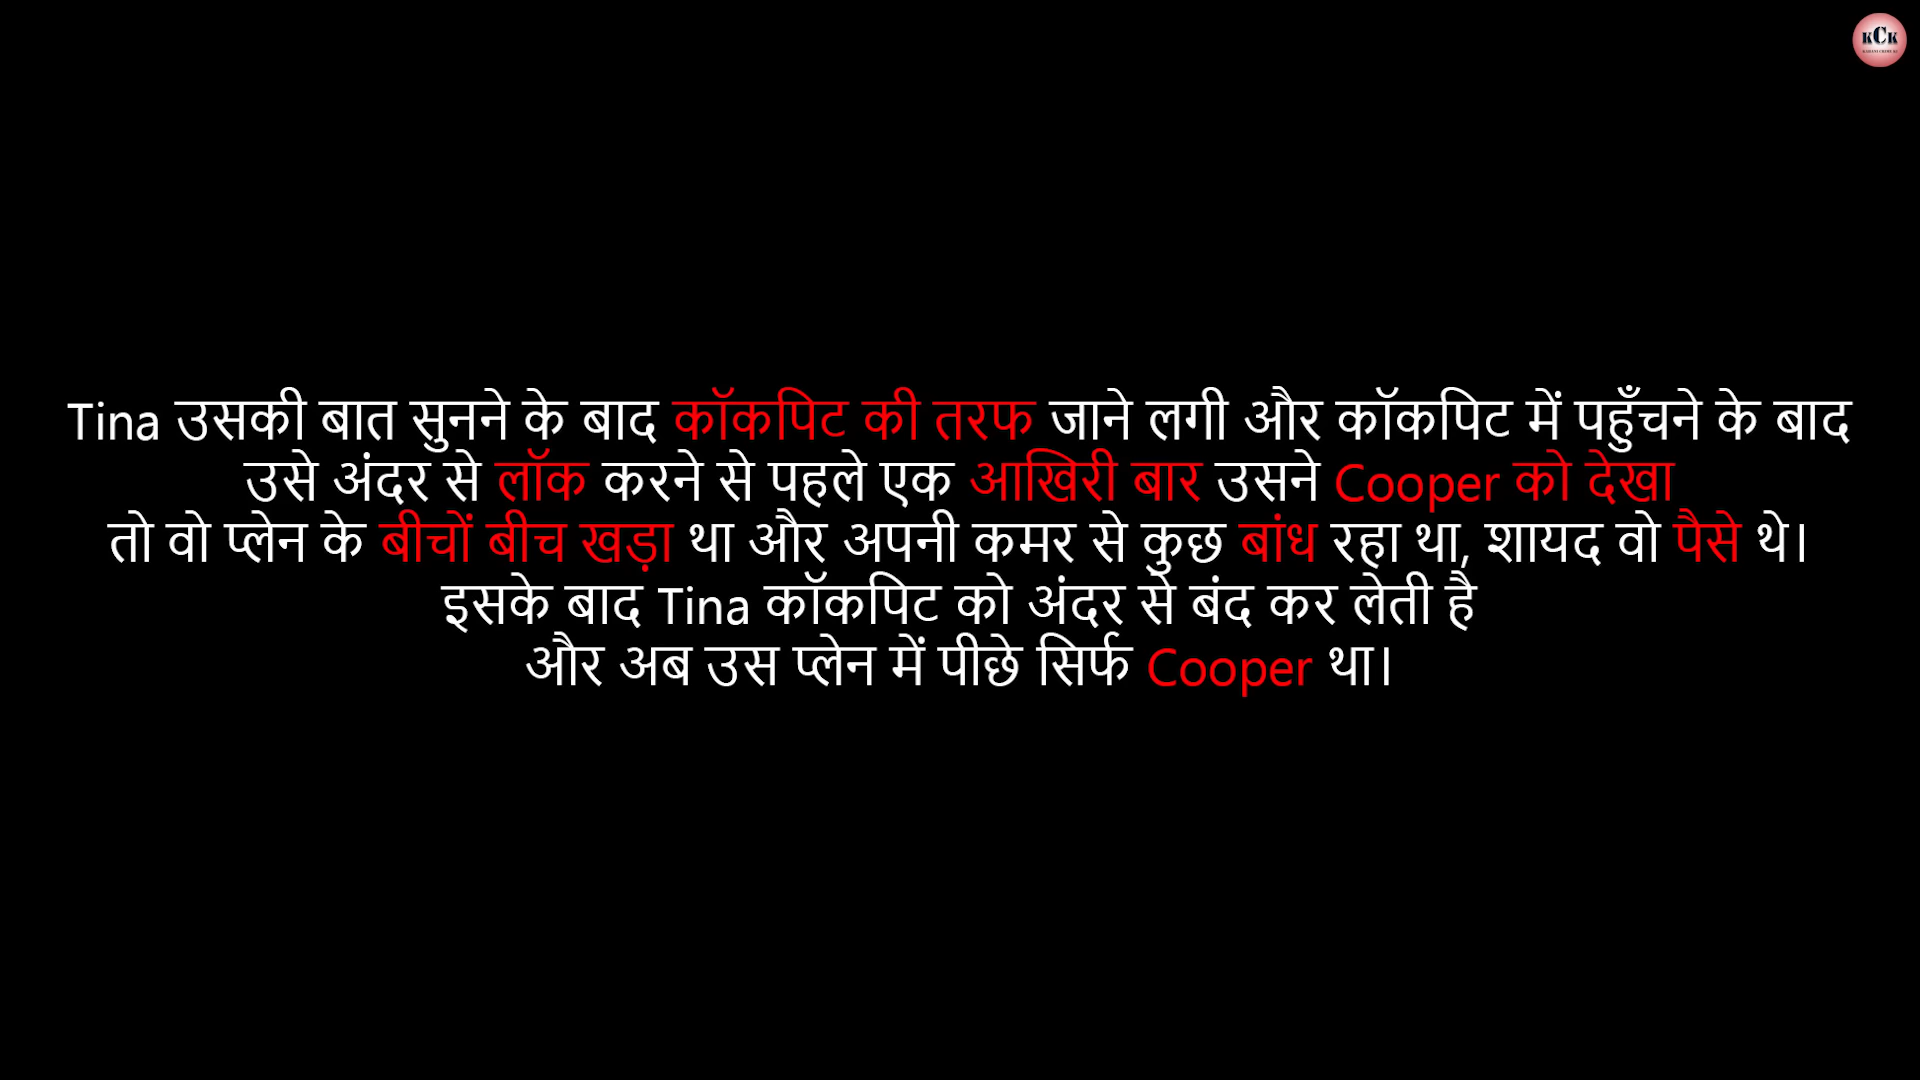 KCK
Tina उसकी बात सुनने के बाद कॉकपिट की तरफ जाने लगी और कॉकपिट में पहुँचने के बाद
उसे अंदर से लॉक करने से पहले एक आखिरी बार उसने Cooper को देखा
तो वो प्लेन के बीचों बीच खड़ा था और अपनी कमर से कुछ बांध रहा था, शायद वो पैसे थे।
इसके बाद Tina कॉकपिट को अंदर से बंद कर लेती है
और अब उस प्लेन में पीछे सिर्फ Cooper था।